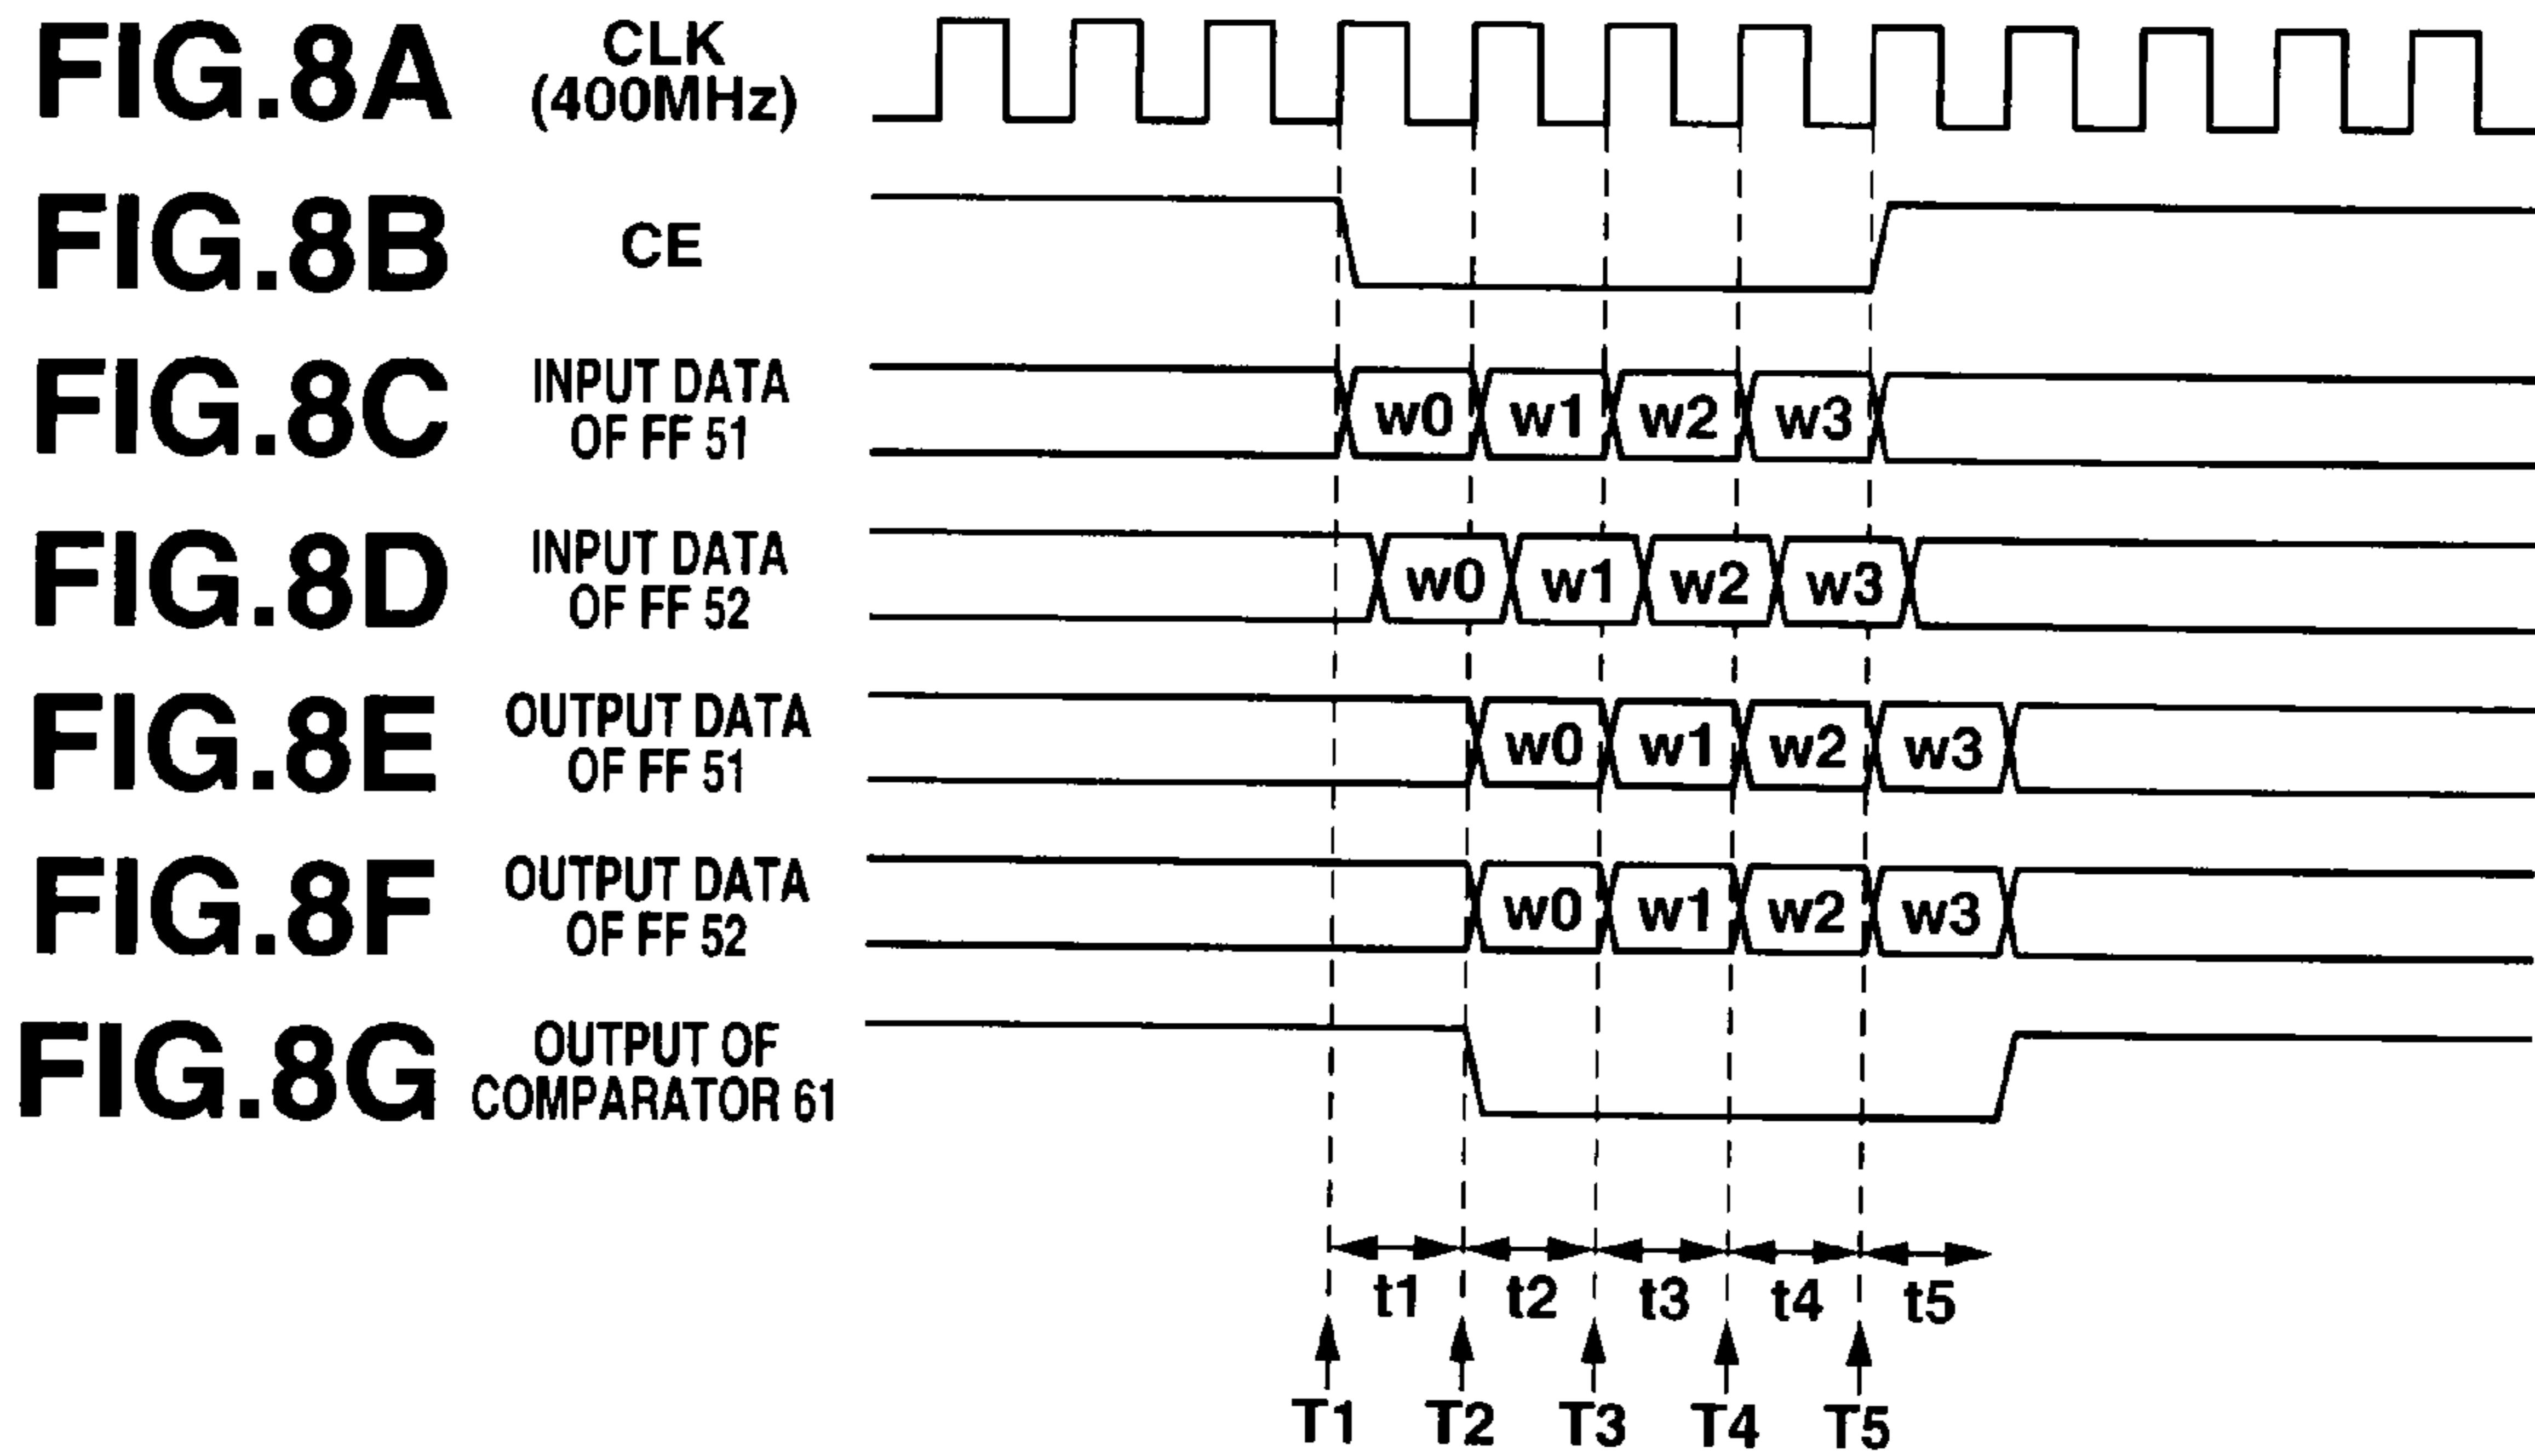 FIG.8A CLK
(400MHz)
FIG.8B CE
FIG.8C INPUT DATA
OF FF 51
w0 w1 w2 w3
FIG.8D INPUT DATA
OF FF 52
w0 w1 w2 w3
FIG.8E OUTPUT DATA
OF FF 51
w0 w1 w2 w3
FIG.8F OUTPUT DATA
OF FF 52
w0 w1 w2 w3
FIG.8G OUTPUT OF
COMPARATOR 61
t1 t2 t3 t4 t5
T1 T2 T3 T4 T5